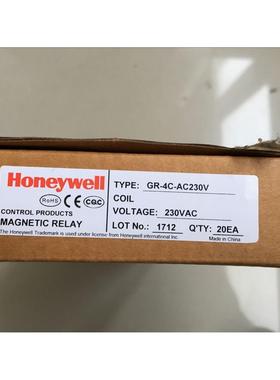 Honeywell
RoHS CE CQC
CONTROL PRODUCTS
MAGNETIC RELAY
TYPE: GR-4C-AC230V
COIL
VOLTAGE: 230VAC
LOT No.: 1712 Q'TY: 20EA
The Honeywell Trademark is used under license from Honeywell International Inc.
Made in China